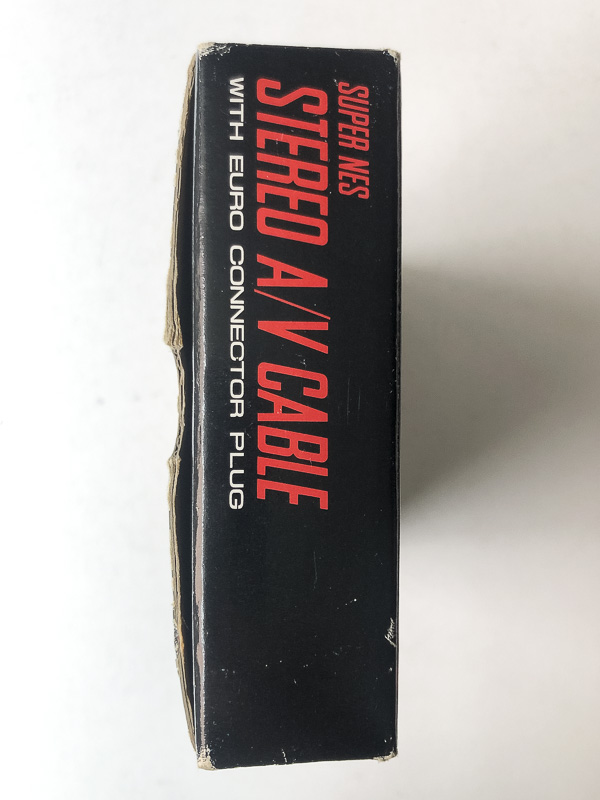 SUPER NES
STEREO A/V CABLE
WITH EURO CONNECTOR PLUG